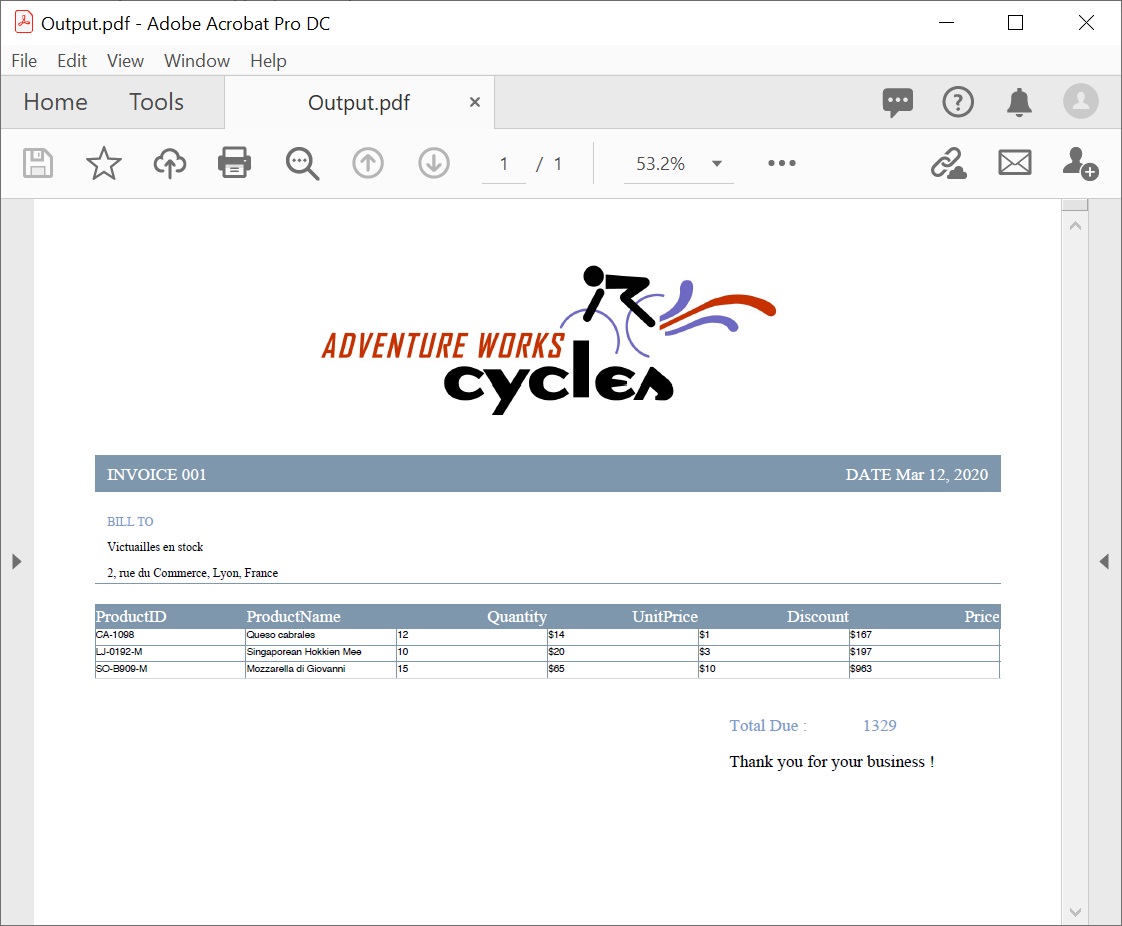 Output.pdf - Adobe Acrobat Pro DC
File Edit View Window Help
Home Tools Output.pdf ×
1 / 1 53.2%
ADVENTURE WORKS
cycles
INVOICE 001 DATE Mar 12, 2020
BILL TO
Victuailles en stock
2, rue du Commerce, Lyon, France
ProductID ProductName Quantity UnitPrice Discount Price
CA-1098 Queso cabrales 12 $14 $1 $167
LJ-0192-M Singaporean Hokkien Mee 10 $20 $3 $197
SO-B909-M Mozzarella di Giovanni 15 $65 $10 $963
Total Due : 1329
Thank you for your business !